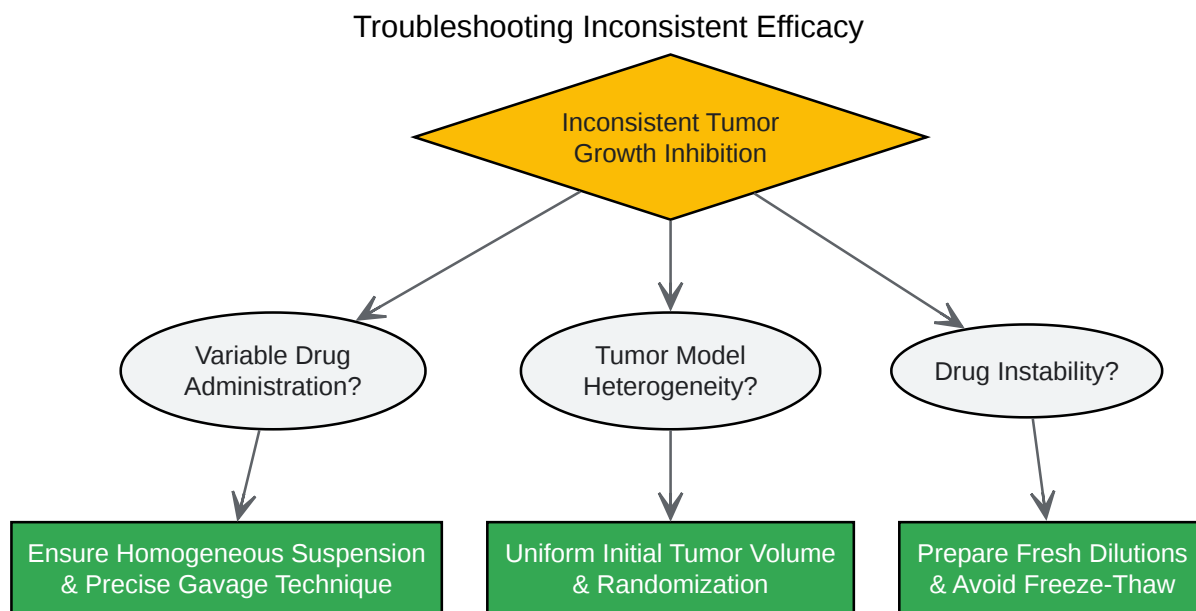 Troubleshooting Inconsistent Efficacy
Inconsistent Tumor
Growth Inhibition
Variable Drug
Administration?
Tumor Model
Heterogeneity?
Drug Instability?
Ensure Homogeneous Suspension
& Precise Gavage Technique
Uniform Initial Tumor Volume
& Randomization
Prepare Fresh Dilutions
& Avoid Freeze-Thaw